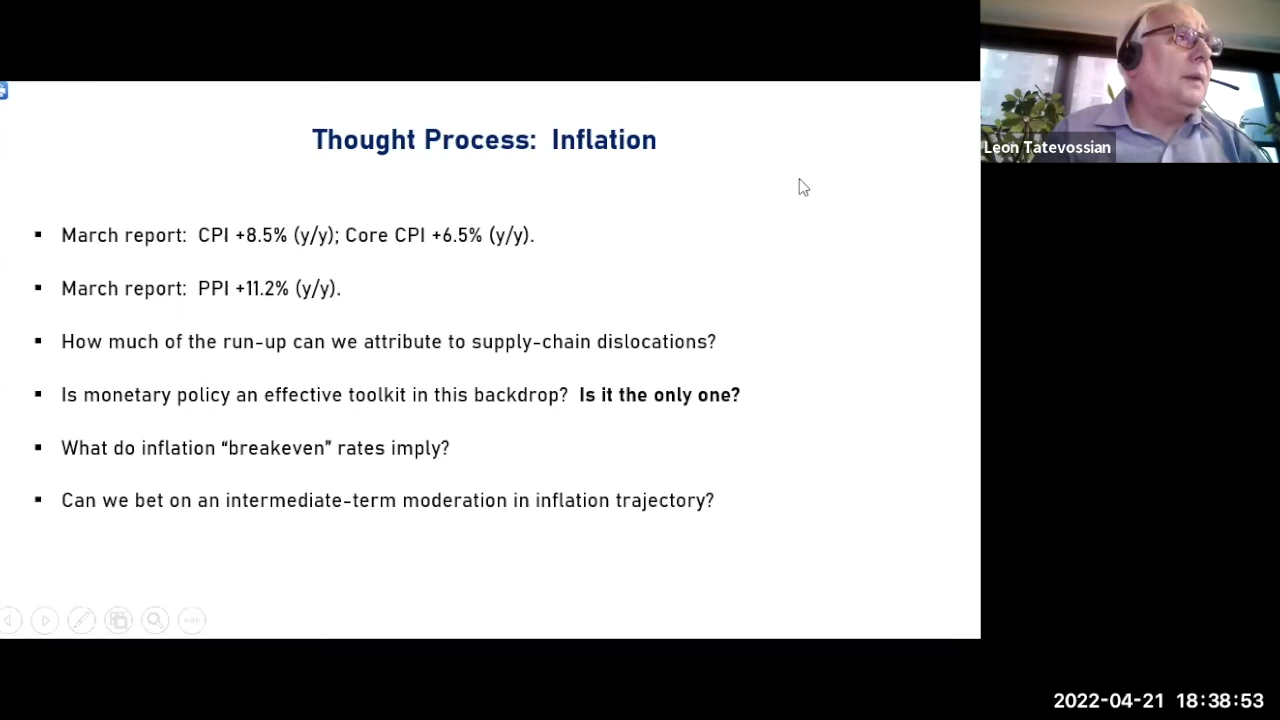 Thought Process: Inflation
Leon Tatevossian
▪ March report: CPI +8.5% (y/y); Core CPI +6.5% (y/y).
▪ March report: PPI +11.2% (y/y).
▪ How much of the run-up can we attribute to supply-chain dislocations?
▪ Is monetary policy an effective toolkit in this backdrop? Is it the only one?
▪ What do inflation “breakeven” rates imply?
▪ Can we bet on an intermediate-term moderation in inflation trajectory?
2022-04-21 18:38:53